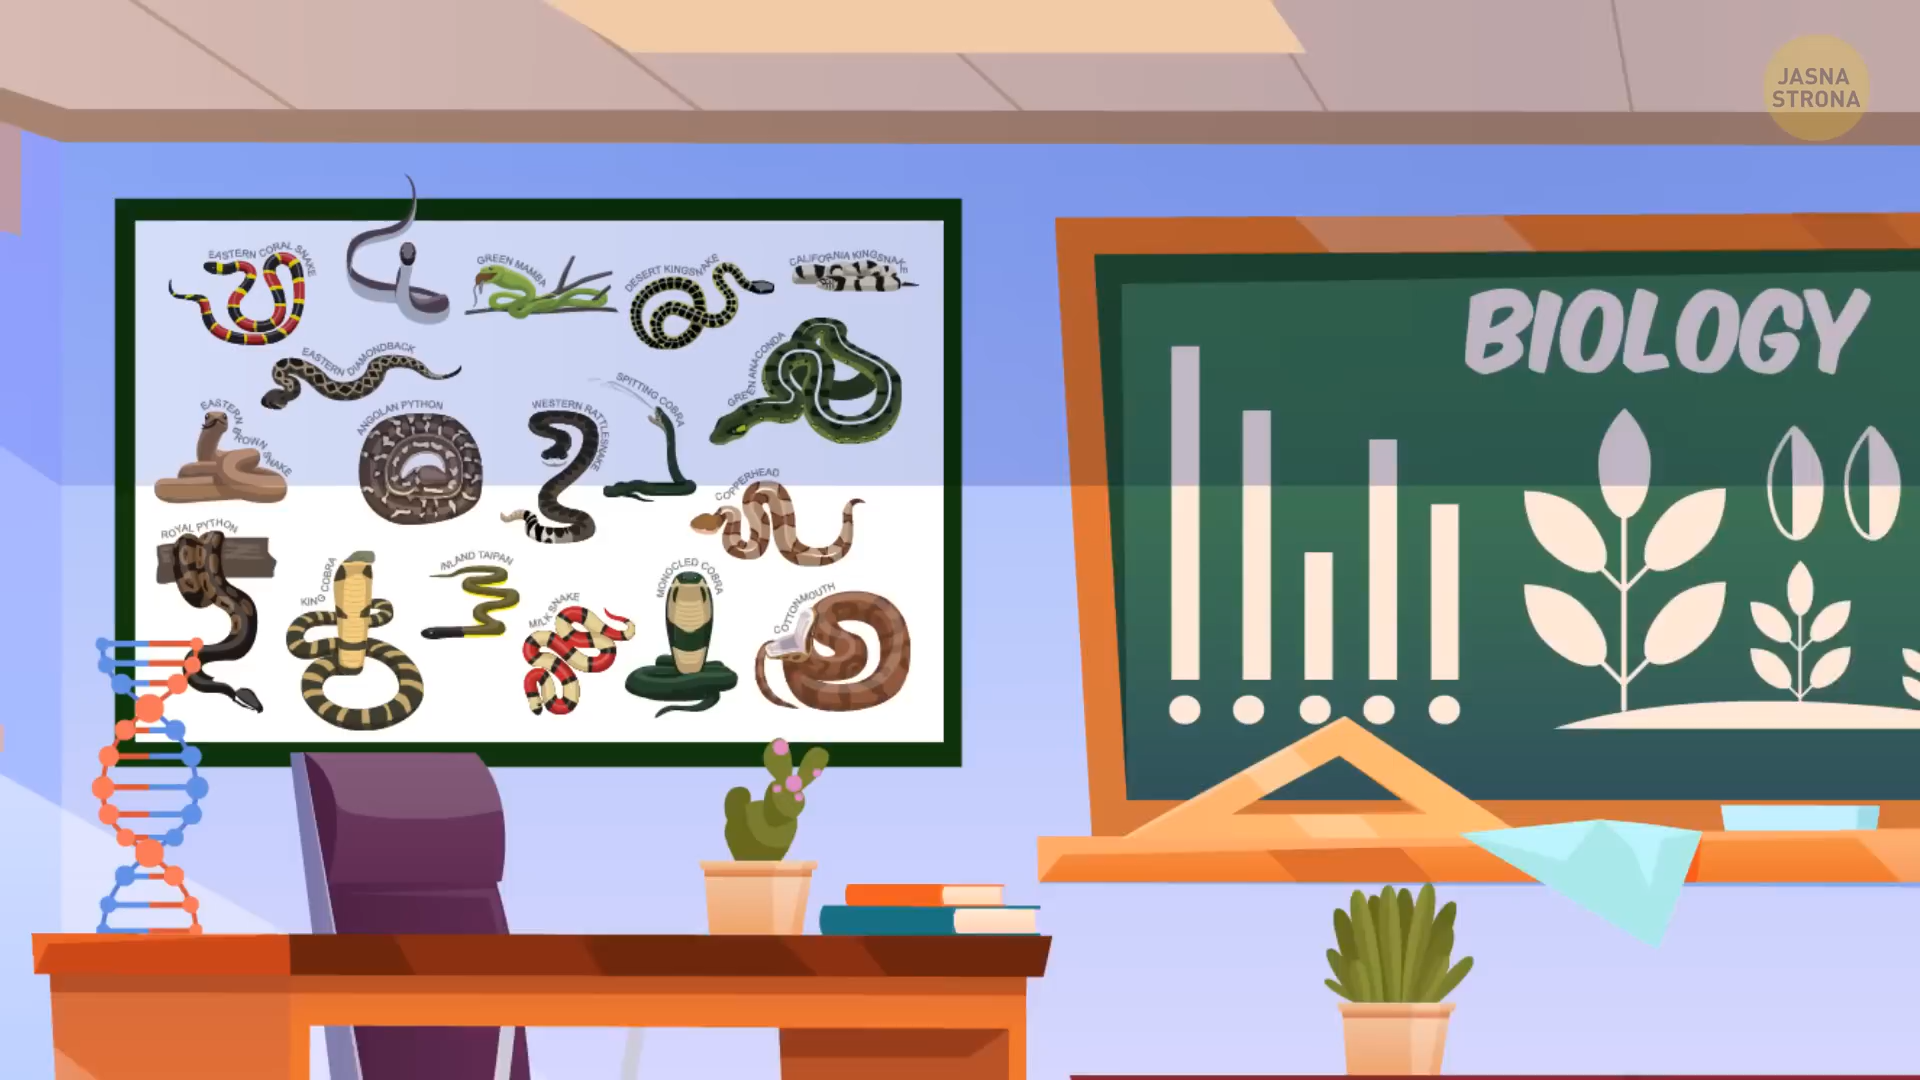 JASNA
STRONA
EASTERN CORAL SNAKE
GREEN MAMBA
DESERT KINGSNAKE
CALIFORNIA KINGSNAKE
BIOLOGY
EASTERN DIAMONDBACK
GREEN ANACONDA
SPITTING COBRA
EASTERN BROWN SNAKE
ANGOLAN PYTHON
WESTERN RATTLESNAKE
COPPERHEAD
ROYAL PYTHON
KING COBRA
INLAND TAIPAN
MILK SNAKE
MONOCLED COBRA
COTTONMOUTH